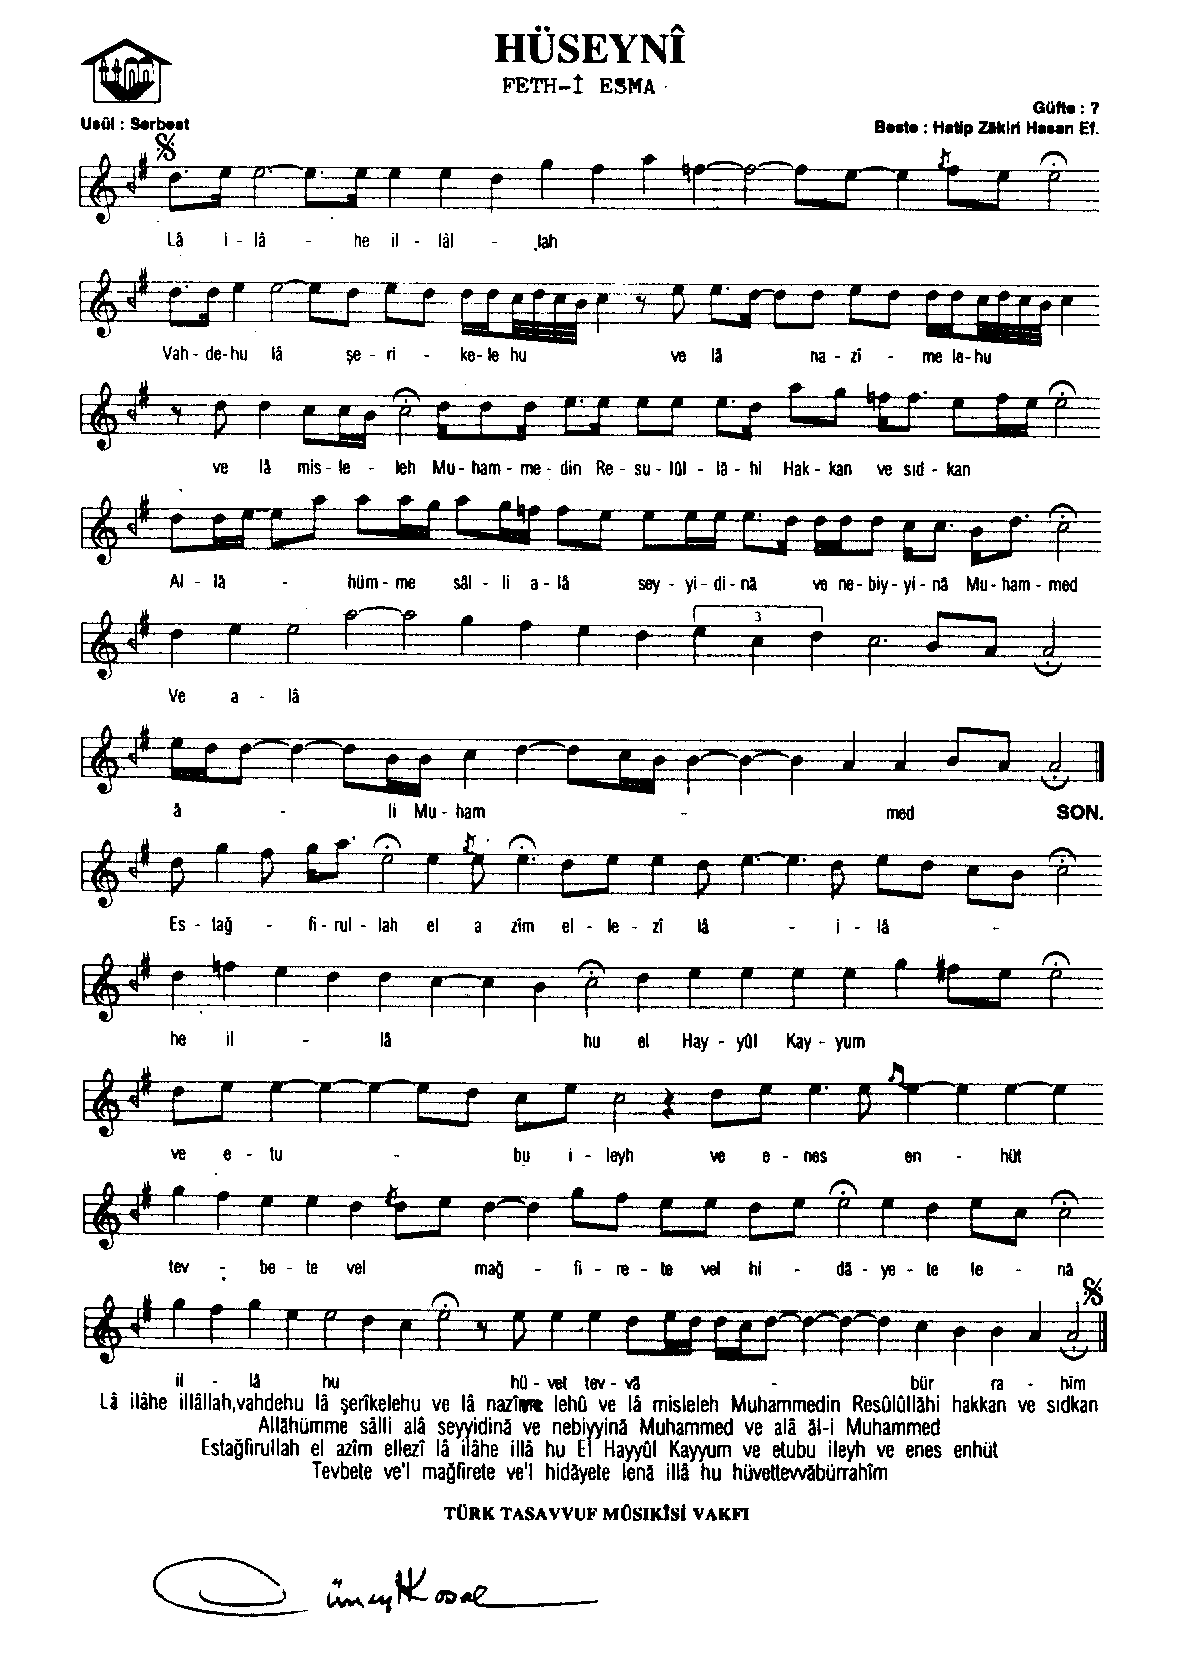 HÜSEYNÎ
FETH-Î ESMA
Güfte : ?
Usûl : Serbest
Beste : Hatip Zâkiri Hasan Ef.
Lâ i - lâ - he il - lâl - lah
Vah - de - hu lâ şe - ri - ke - le hu ve lâ na - zî - me le - hu
ve lâ mis - le - leh Mu - ham - me - din Re - su - lûl - lâ - hi Hak - kan ve sıd - kan
Al - lâ - hüm - me sâl - li a - lâ sey - yi - di - nâ ve ne - biy - yi - nâ Mu - ham - med
3
Ve a - lâ
â - li Mu - ham - med SON.
Es - tağ - fi - rul - lah el a zîm el - le - zî lâ - i - lâ -
he il - lâ hu el Hay - yûl Kay - yum
ve e - tu - bu i - leyh ve e - nes en - hüt
tev - be - te vel mağ - fi - re - te vel hi - dâ - ye - te le - nâ
il - lâ hu hü - vet tev - vâ - bür ra - hîm
Lâ ilâhe illâllah,vahdehu lâ şerîkelehu ve lâ lehû ve lâ misleleh Muhammedin Resûlûllâhi hakkan ve sıdkan
Allâhümme sâlli alâ seyyidinâ ve nebiyyinâ Muhammed ve alâ âl-i Muhammed
Estağfirullah el azîm ellezî lâ ilâhe illâ hu El Hayyûl Kayyum ve etubu ileyh ve enes enhüt
Tevbete ve'l mağfirete ve'l hidâyete lenâ illâ hu hüvettevvâbürrahîm
TÜRK TASAVVUF MÛSIKÎSİ VAKFI